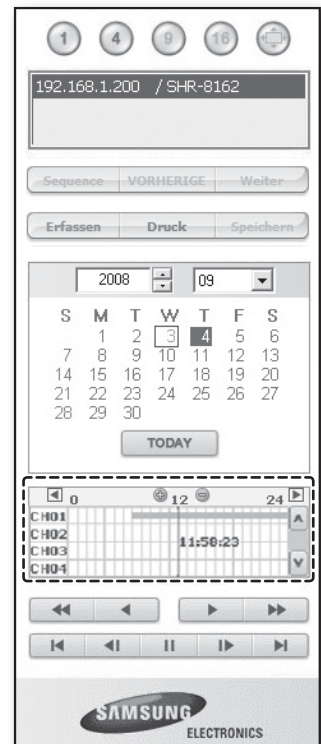 1 4 9 16
192.168.1.200 / SHR-8162
Sequence VORHERIGE Weiter
Erfassen Druck Speichern
2008 09
S M T W T F S
1 2 3 4 5 6
7 8 9 10 11 12 13
14 15 16 17 18 19 20
21 22 23 24 25 26 27
28 29 30
TODAY
0 12 24
CH01
CH02 11:58:23
CH03
CH04
SAMSUNG
ELECTRONICS